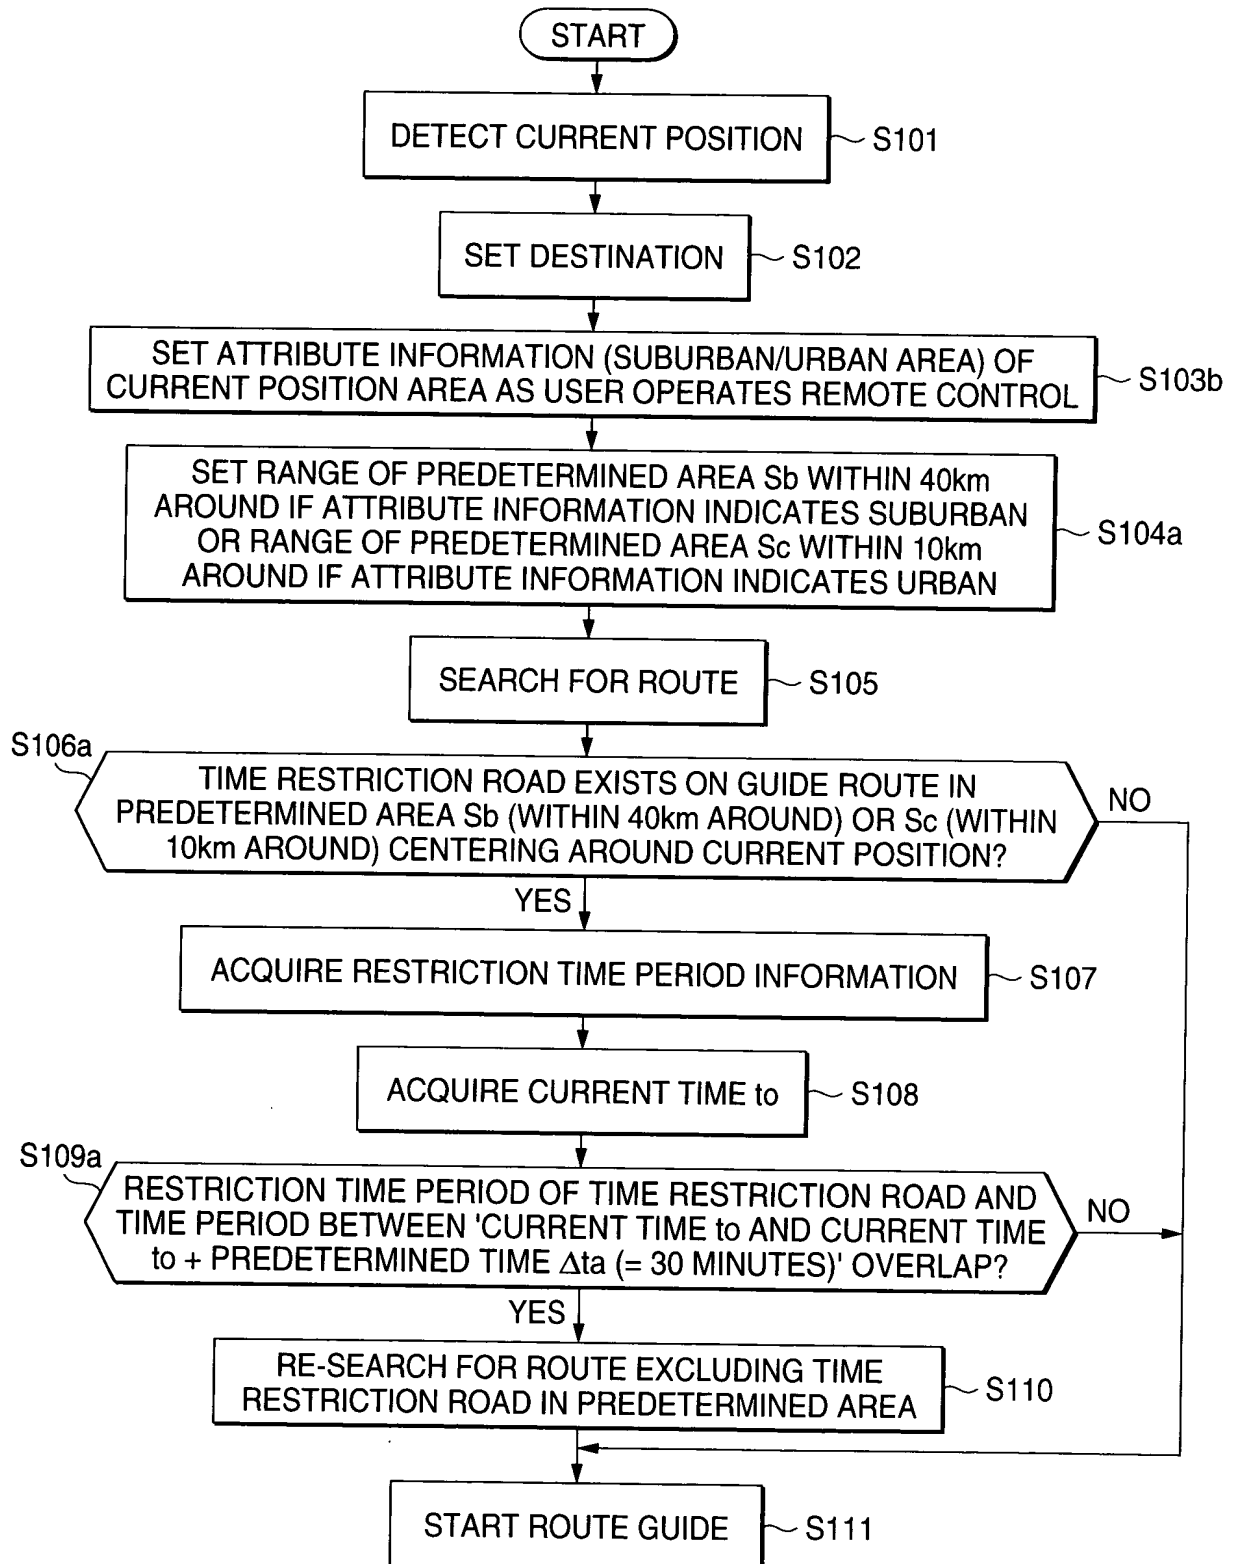 START
DETECT CURRENT POSITION
S101
SET DESTINATION
S102
SET ATTRIBUTE INFORMATION (SUBURBAN/URBAN AREA) OF
CURRENT POSITION AREA AS USER OPERATES REMOTE CONTROL
S103b
SET RANGE OF PREDETERMINED AREA Sb WITHIN 40km
AROUND IF ATTRIBUTE INFORMATION INDICATES SUBURBAN
OR RANGE OF PREDETERMINED AREA Sc WITHIN 10km
AROUND IF ATTRIBUTE INFORMATION INDICATES URBAN
S104a
SEARCH FOR ROUTE
S105
S106a
TIME RESTRICTION ROAD EXISTS ON GUIDE ROUTE IN
PREDETERMINED AREA Sb (WITHIN 40km AROUND) OR Sc (WITHIN
10km AROUND) CENTERING AROUND CURRENT POSITION?
NO
YES
ACQUIRE RESTRICTION TIME PERIOD INFORMATION
S107
ACQUIRE CURRENT TIME to
S108
S109a
RESTRICTION TIME PERIOD OF TIME RESTRICTION ROAD AND
TIME PERIOD BETWEEN 'CURRENT TIME to AND CURRENT TIME
to + PREDETERMINED TIME Δta (= 30 MINUTES)' OVERLAP?
NO
YES
RE-SEARCH FOR ROUTE EXCLUDING TIME
RESTRICTION ROAD IN PREDETERMINED AREA
S110
START ROUTE GUIDE
S111